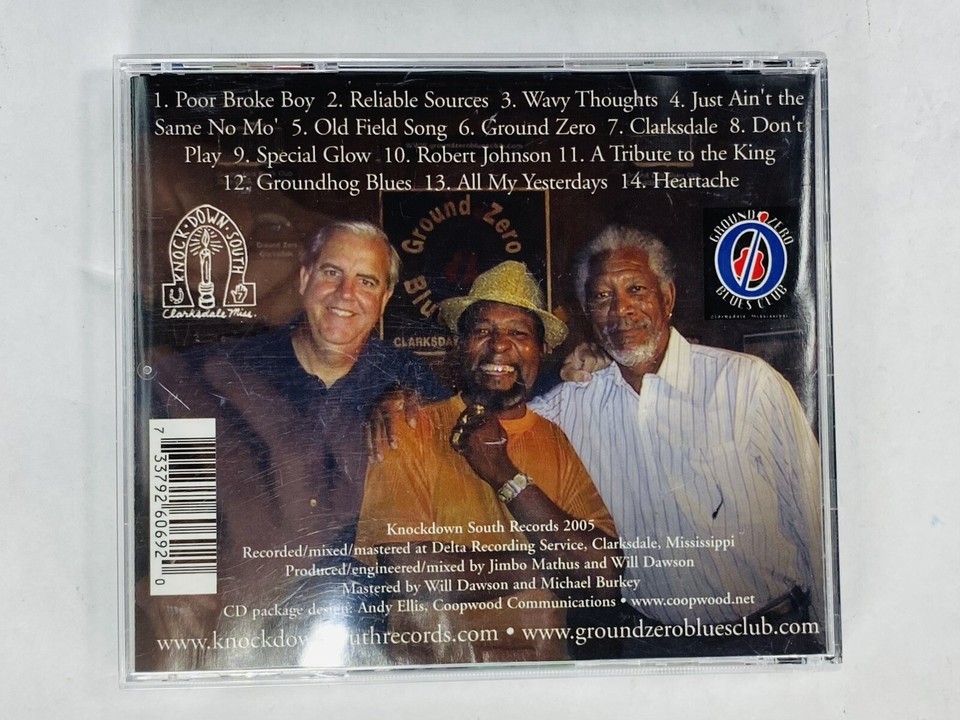 1. Poor Broke Boy 2. Reliable Sources 3. Wavy Thoughts 4. Just Ain't the
Same No Mo' 5. Old Field Song 6. Ground Zero 7. Clarksdale 8. Don't
Play 9. Special Glow 10. Robert Johnson 11. A Tribute to the King
12. Groundhog Blues 13. All My Yesterdays 14. Heartache
KNOCK·DOWN·SOUTH
Clarksdale Miss.
Ground Zero
Blu
CLARKSDA
GROUND ZERO
BLUES CLUB
Clarksdale Mississippi
7 33792 60692 0
Knockdown South Records 2005
Recorded/mixed/mastered at Delta Recording Service, Clarksdale, Mississippi
Produced/engineered/mixed by Jimbo Mathus and Will Dawson
Mastered by Will Dawson and Michael Burkey
CD package design: Andy Ellis, Coopwood Communications • www.coopwood.net
www.knockdownsouthrecords.com • www.groundzerobluesclub.com